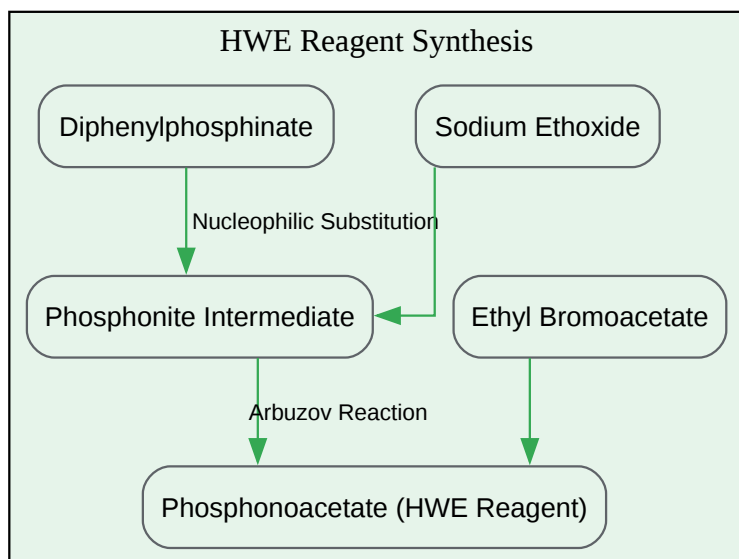 HWE Reagent Synthesis
Diphenylphosphinate
Sodium Ethoxide
Nucleophilic Substitution
Phosphonite Intermediate
Ethyl Bromoacetate
Arbuzov Reaction
Phosphonoacetate (HWE Reagent)